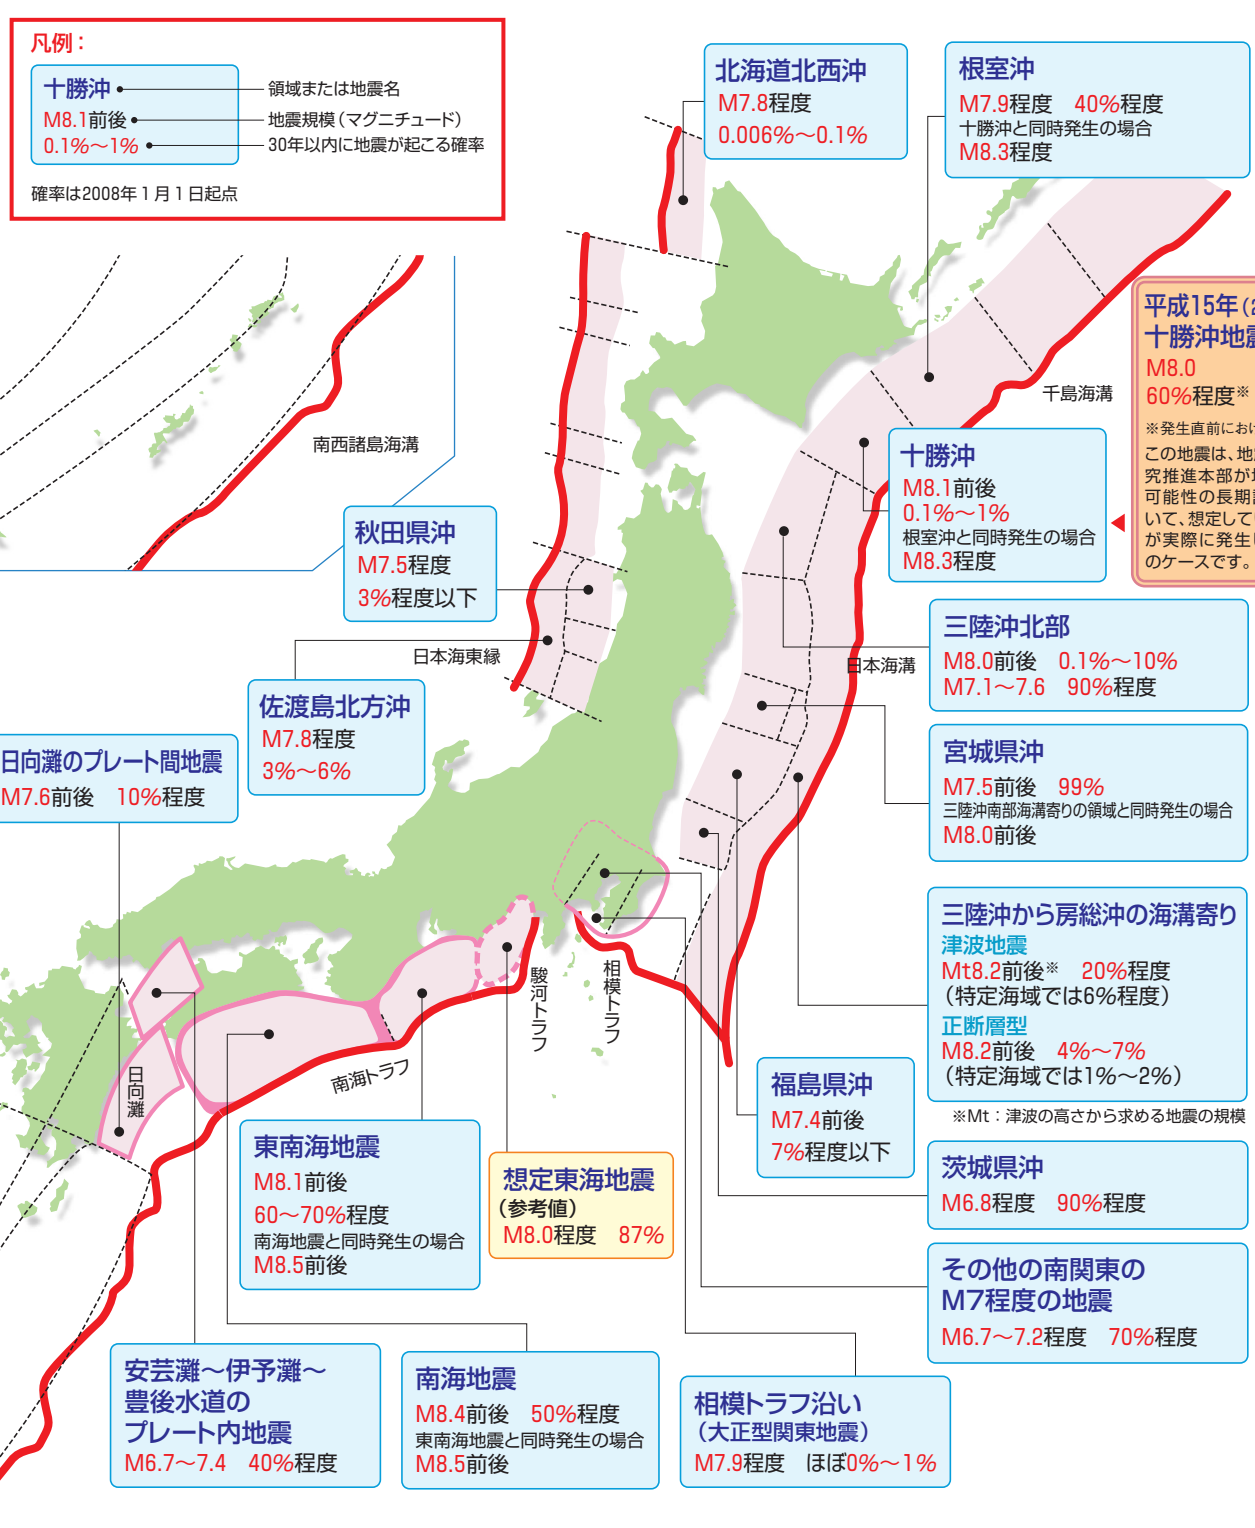 凡例：
十勝沖
領域または地震名
M8.1前後
地震規模（マグニチュード）
0.1%～1%
30年以内に地震が起こる確率
確率は2008年１月１日起点
北海道北西沖
M7.8程度
0.006%～0.1%
根室沖
M7.9程度　40%程度
十勝沖と同時発生の場合
M8.3程度
平成15年（2
十勝沖地震
M8.0
60%程度※
※発生直前におけ
この地震は、地
究推進本部が
可能性の長期
いて、想定して
が実際に発生
のケースです。
千島海溝
南西諸島海溝
十勝沖
M8.1前後
0.1%～1%
根室沖と同時発生の場合
M8.3程度
秋田県沖
M7.5程度
3%程度以下
日本海東縁
日本海溝
三陸沖北部
M8.0前後　0.1%～10%
M7.1～7.6　90%程度
佐渡島北方沖
M7.8程度
3%～6%
日向灘のプレート間地震
M7.6前後　10%程度
宮城県沖
M7.5前後　99%
三陸沖南部海溝寄りの領域と同時発生の場合
M8.0前後
三陸沖から房総沖の海溝寄り
津波地震
Mt8.2前後※　20%程度
（特定海域では6%程度）
正断層型
M8.2前後　4%～7%
（特定海域では1%～2%）
※Mt：津波の高さから求める地震の規模
駿河トラフ
相模トラフ
南海トラフ
日向灘
福島県沖
M7.4前後
7%程度以下
東南海地震
M8.1前後
60～70%程度
南海地震と同時発生の場合
M8.5前後
想定東海地震
（参考値）
M8.0程度　87%
茨城県沖
M6.8程度　90%程度
その他の南関東の
M7程度の地震
M6.7～7.2程度　70%程度
安芸灘～伊予灘～
豊後水道の
プレート内地震
M6.7～7.4　40%程度
南海地震
M8.4前後　50%程度
東南海地震と同時発生の場合
M8.5前後
相模トラフ沿い
（大正型関東地震）
M7.9程度　ほぼ0%～1%